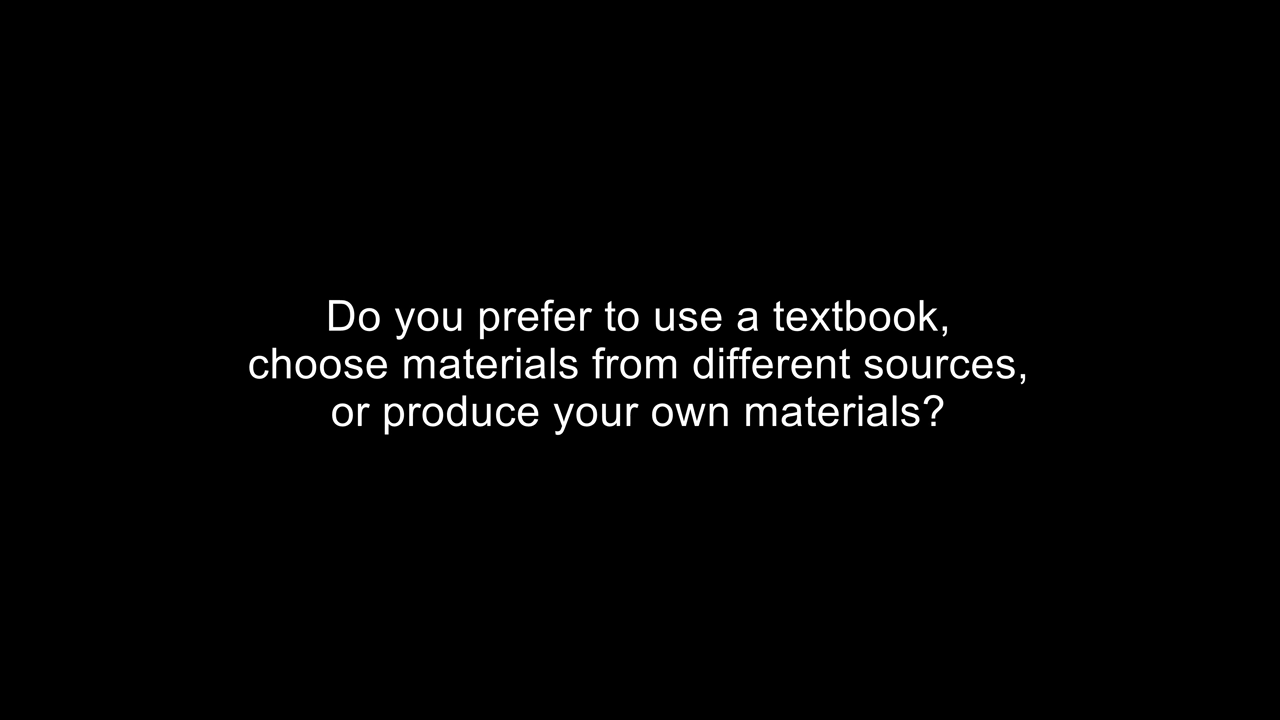 Do you prefer to use a textbook,
choose materials from different sources,
or produce your own materials?